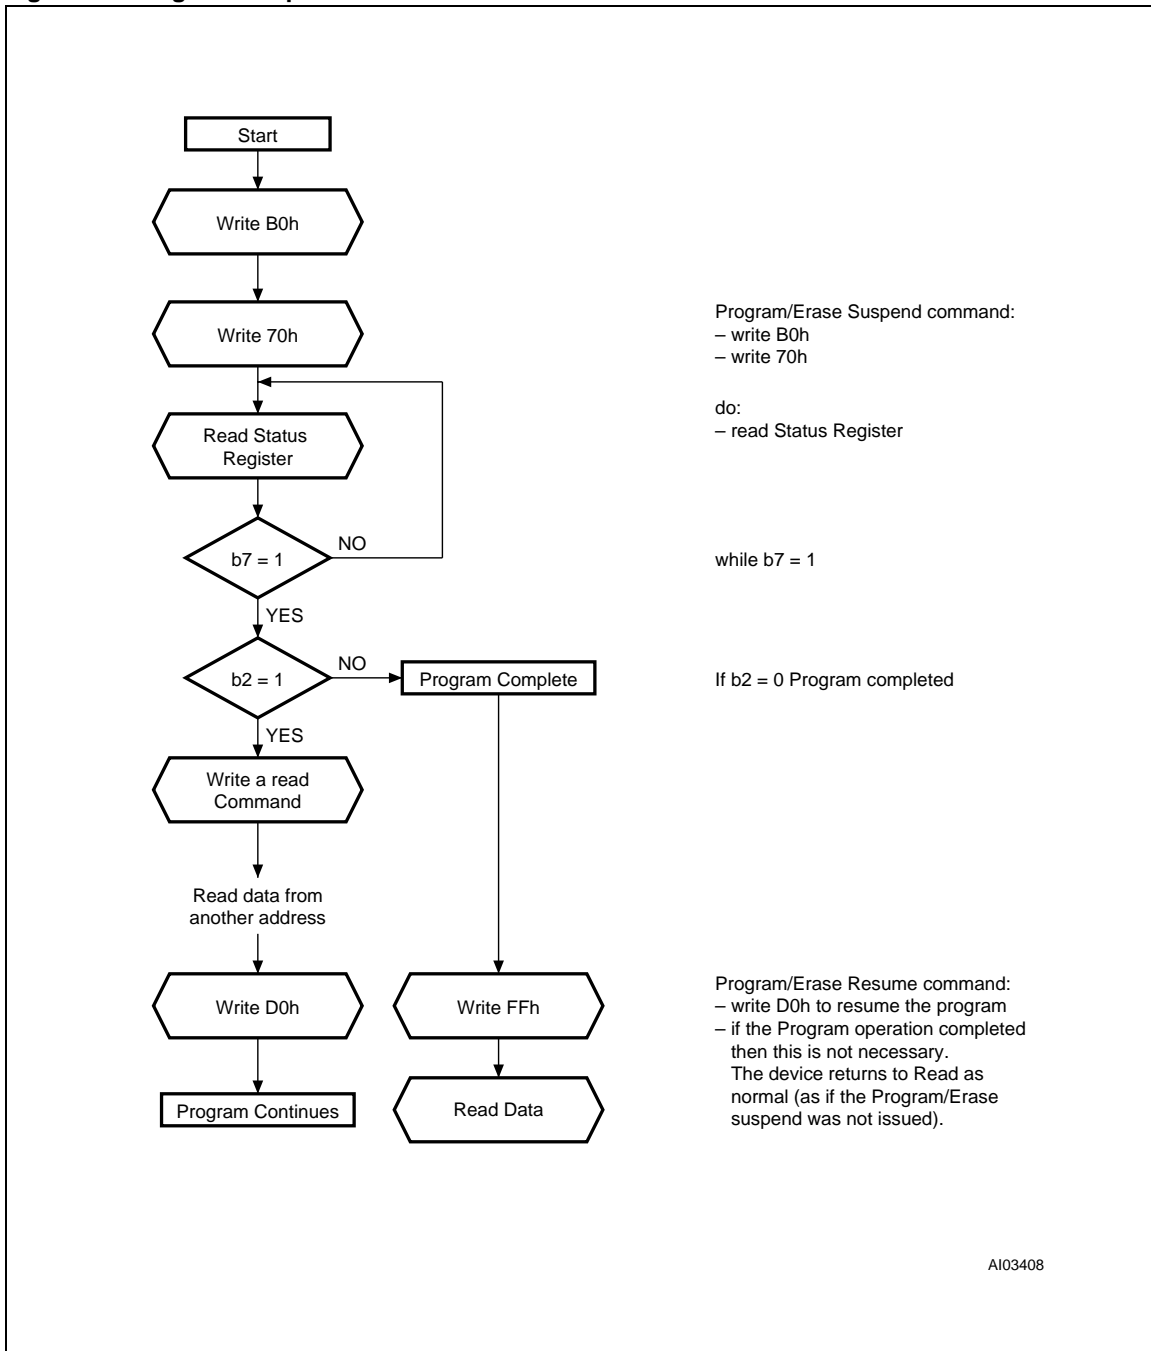 Start
Write B0h
Write 70h
Program/Erase Suspend command:
– write B0h
– write 70h
do:
– read Status Register
Read Status
Register
b7 = 1
NO
while b7 = 1
YES
b2 = 1
NO
Program Complete
If b2 = 0 Program completed
YES
Write a read
Command
Read data from
another address
Write D0h
Write FFh
Program/Erase Resume command:
– write D0h to resume the program
– if the Program operation completed
then this is not necessary.
The device returns to Read as
normal (as if the Program/Erase
suspend was not issued).
Program Continues
Read Data
AI03408